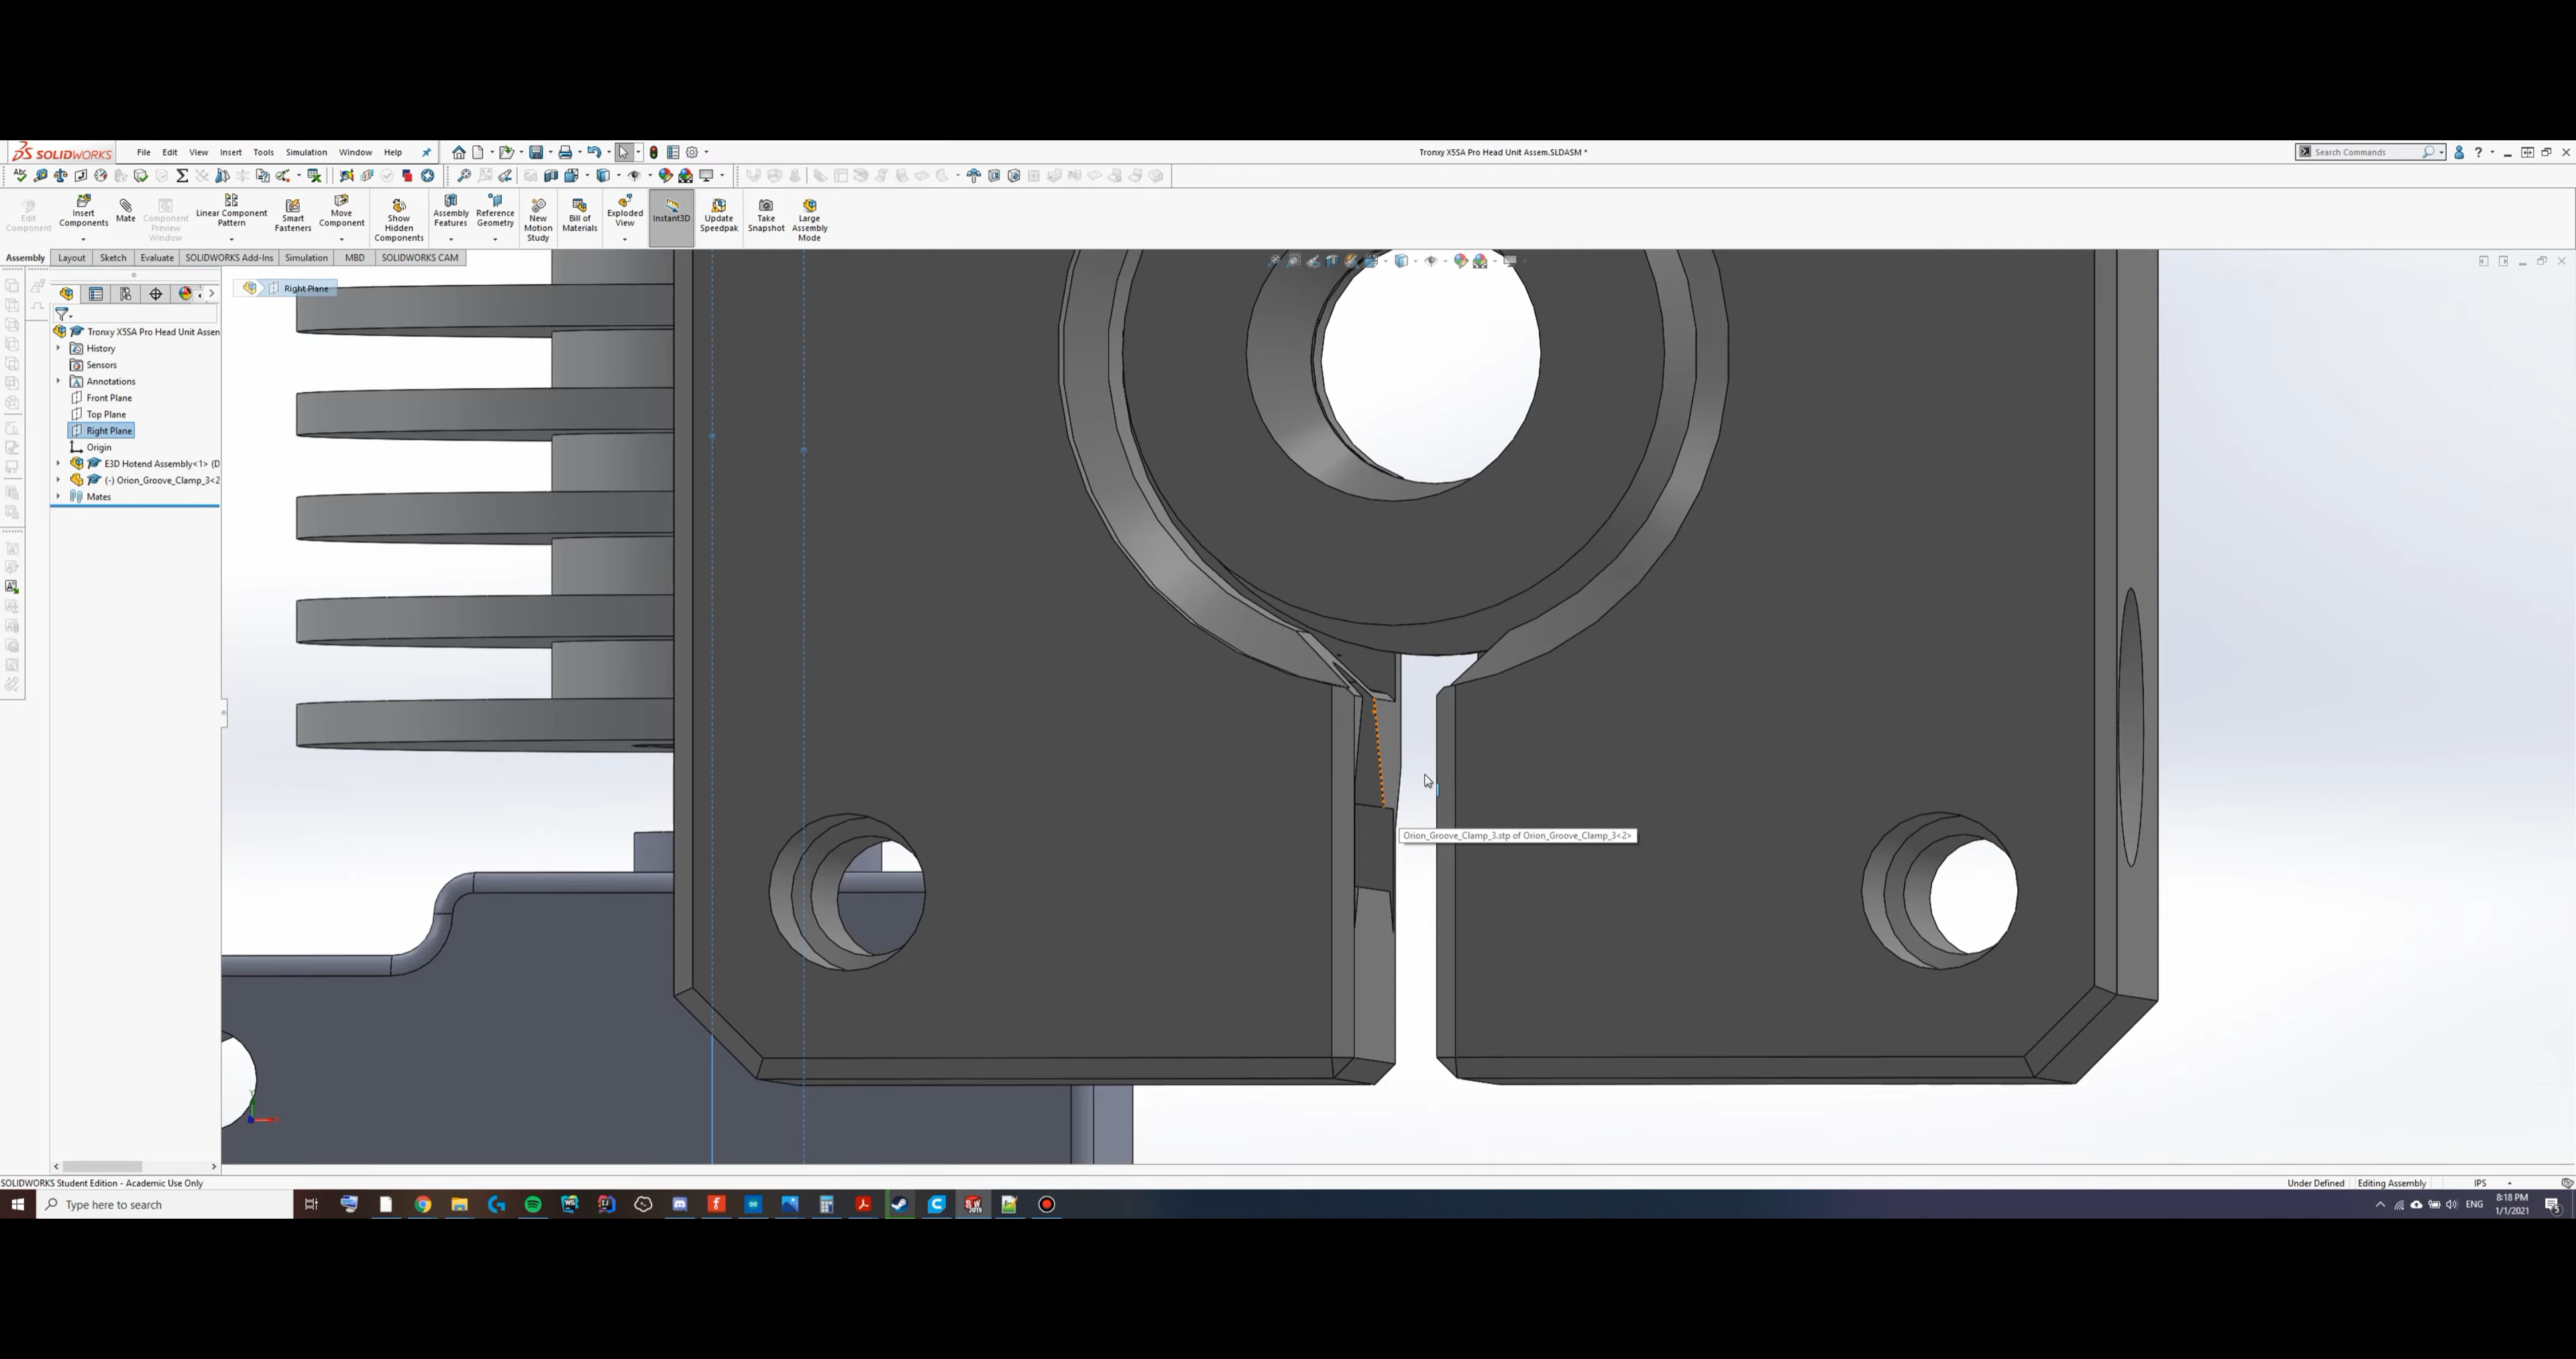 SOLIDWORKS File Edit View Insert Tools Simulation Window Help
Tronxy X5SA Pro Head Unit Assem.SLDASM *
Search Commands
Edit Component
Insert Components
Mate
Component Preview Window
Linear Component Pattern
Smart Fasteners
Move Component
Show Hidden Components
Assembly Features
Reference Geometry
New Motion Study
Bill of Materials
Exploded View
Instant3D
Update Speedpak
Take Snapshot
Large Assembly Mode
Assembly Layout Sketch Evaluate SOLIDWORKS Add-Ins Simulation MBD SOLIDWORKS CAM
Right Plane
Tronxy X5SA Pro Head Unit Assen
History
Sensors
Annotations
Front Plane
Top Plane
Right Plane
Origin
E3D Hotend Assembly<1> (D
(-) Orion_Groove_Clamp_3<2
Mates
Orion_Groove_Clamp_3.stp of Orion_Groove_Clamp_3<2>
SOLIDWORKS Student Edition - Academic Use Only
Under Defined Editing Assembly IPS
Type here to search
ENG
8:18 PM
1/1/2021